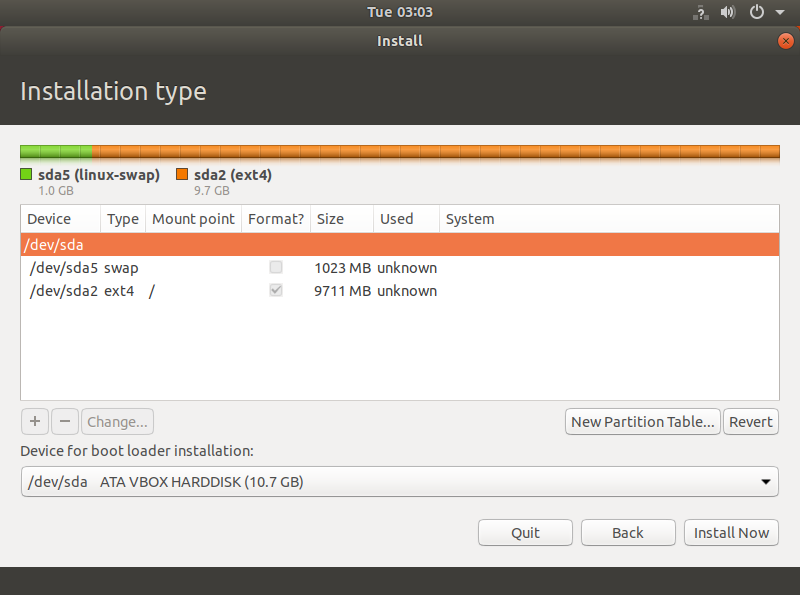 Tue 03:03
Install
Installation type
sda5 (linux-swap) sda2 (ext4)
1.0 GB 9.7 GB
Device Type Mount point Format? Size Used System
/dev/sda
/dev/sda5 swap 1023 MB unknown
/dev/sda2 ext4 / 9711 MB unknown
+ − Change... New Partition Table... Revert
Device for boot loader installation:
/dev/sda ATA VBOX HARDDISK (10.7 GB)
Quit Back Install Now